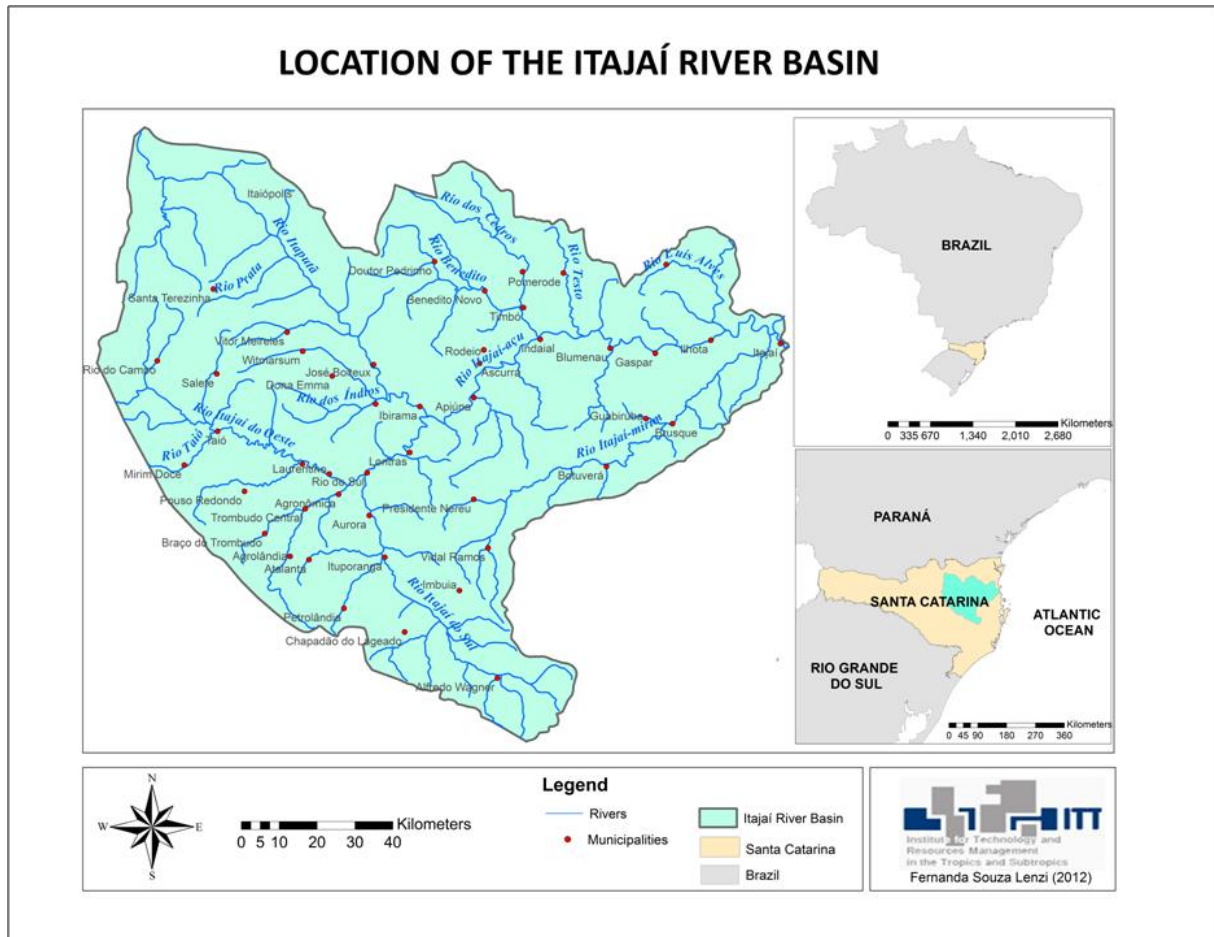 LOCATION OF THE ITAJAÍ RIVER BASIN
Itaiópolis
Rio Itaputã
Rio dos Cedros
Rio Benedito
Rio Testo
Rio Luis Alves
Doutor Pedrinho
Pomerode
Rio Prata
Santa Terezinha
Benedito Novo
Timbó
Vitor Meireles
Witmarsum
Rodeio
Rio Itajaí-açu
Indaial
Blumenau
Gaspar
Ilhota
Itajaí
Rio do Campo
Salete
José Boiteux
Dona Emma
Ascurra
Rio dos Índios
Ibirama
Apiúna
Guabiruba
Brusque
Rio Itajaí do Oeste
Taió
Rio Taió
Rio Itajaí-mirim
Mirim Doce
Laurentino
Rio do Sul
Lontras
Botuverá
Pouso Redondo
Agronômica
Trombudo Central
Presidente Nereu
Aurora
Braço do Trombudo
Agrolândia
Atalanta
Ituporanga
Vidal Ramos
Imbuia
Rio Itajaí do Sul
Petrolândia
Chapadão do Lageado
Alfredo Wagner
BRAZIL
Kilometers
0 335 670 1,340 2,010 2,680
PARANÁ
SANTA CATARINA
ATLANTIC
OCEAN
RIO GRANDE
DO SUL
Kilometers
0 45 90 180 270 360
N
W E
S
Kilometers
0 5 10 20 30 40
Legend
Rivers
Municipalities
Itajaí River Basin
Santa Catarina
Brazil
ITT
Institute for Technology and
Resources Management
in the Tropics and Subtropics
Fernanda Souza Lenzi (2012)